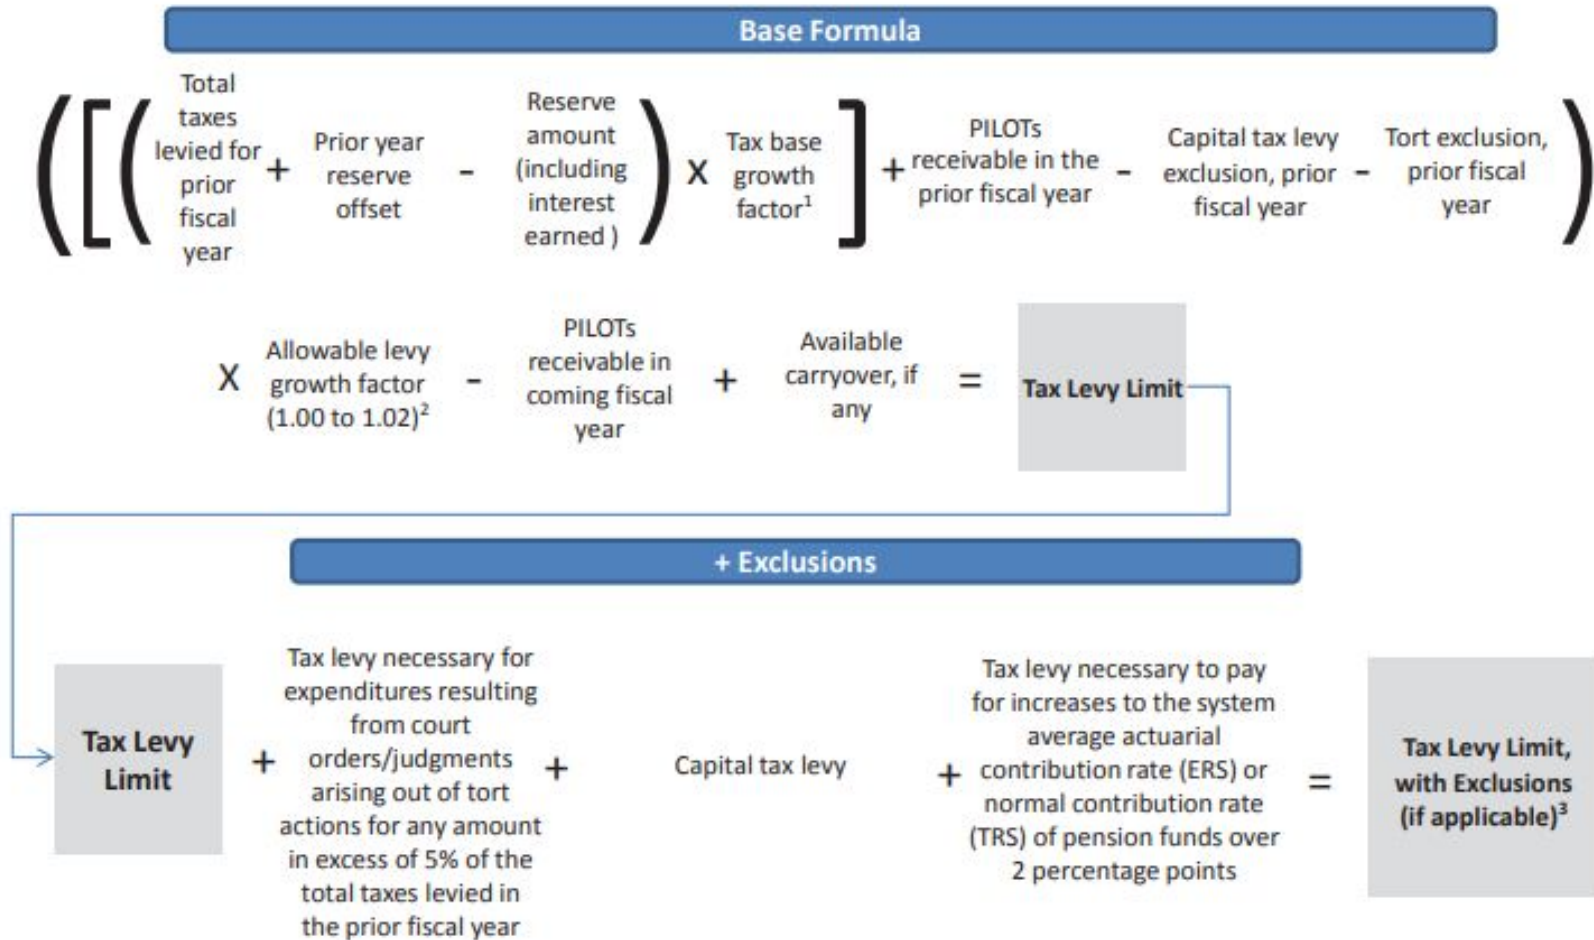 Base Formula
(
[
(
Total
taxes
levied for
prior
fiscal
year
+
Prior year
reserve
offset
-
Reserve
amount
(including
interest
earned )
)
X
Tax base
growth
factor¹
]
+
PILOTs
receivable in the
prior fiscal year
-
Capital tax levy
exclusion, prior
fiscal year
-
Tort exclusion,
prior fiscal
year
)
X
Allowable levy
growth factor
(1.00 to 1.02)²
-
PILOTs
receivable in
coming fiscal
year
+
Available
carryover, if
any
=
Tax Levy Limit
+ Exclusions
Tax Levy
Limit
+
Tax levy necessary for
expenditures resulting
from court
orders/judgments
arising out of tort
actions for any amount
in excess of 5% of the
total taxes levied in
the prior fiscal year
+
Capital tax levy
+
Tax levy necessary to pay
for increases to the system
average actuarial
contribution rate (ERS) or
normal contribution rate
(TRS) of pension funds over
2 percentage points
=
Tax Levy Limit,
with Exclusions
(if applicable)³